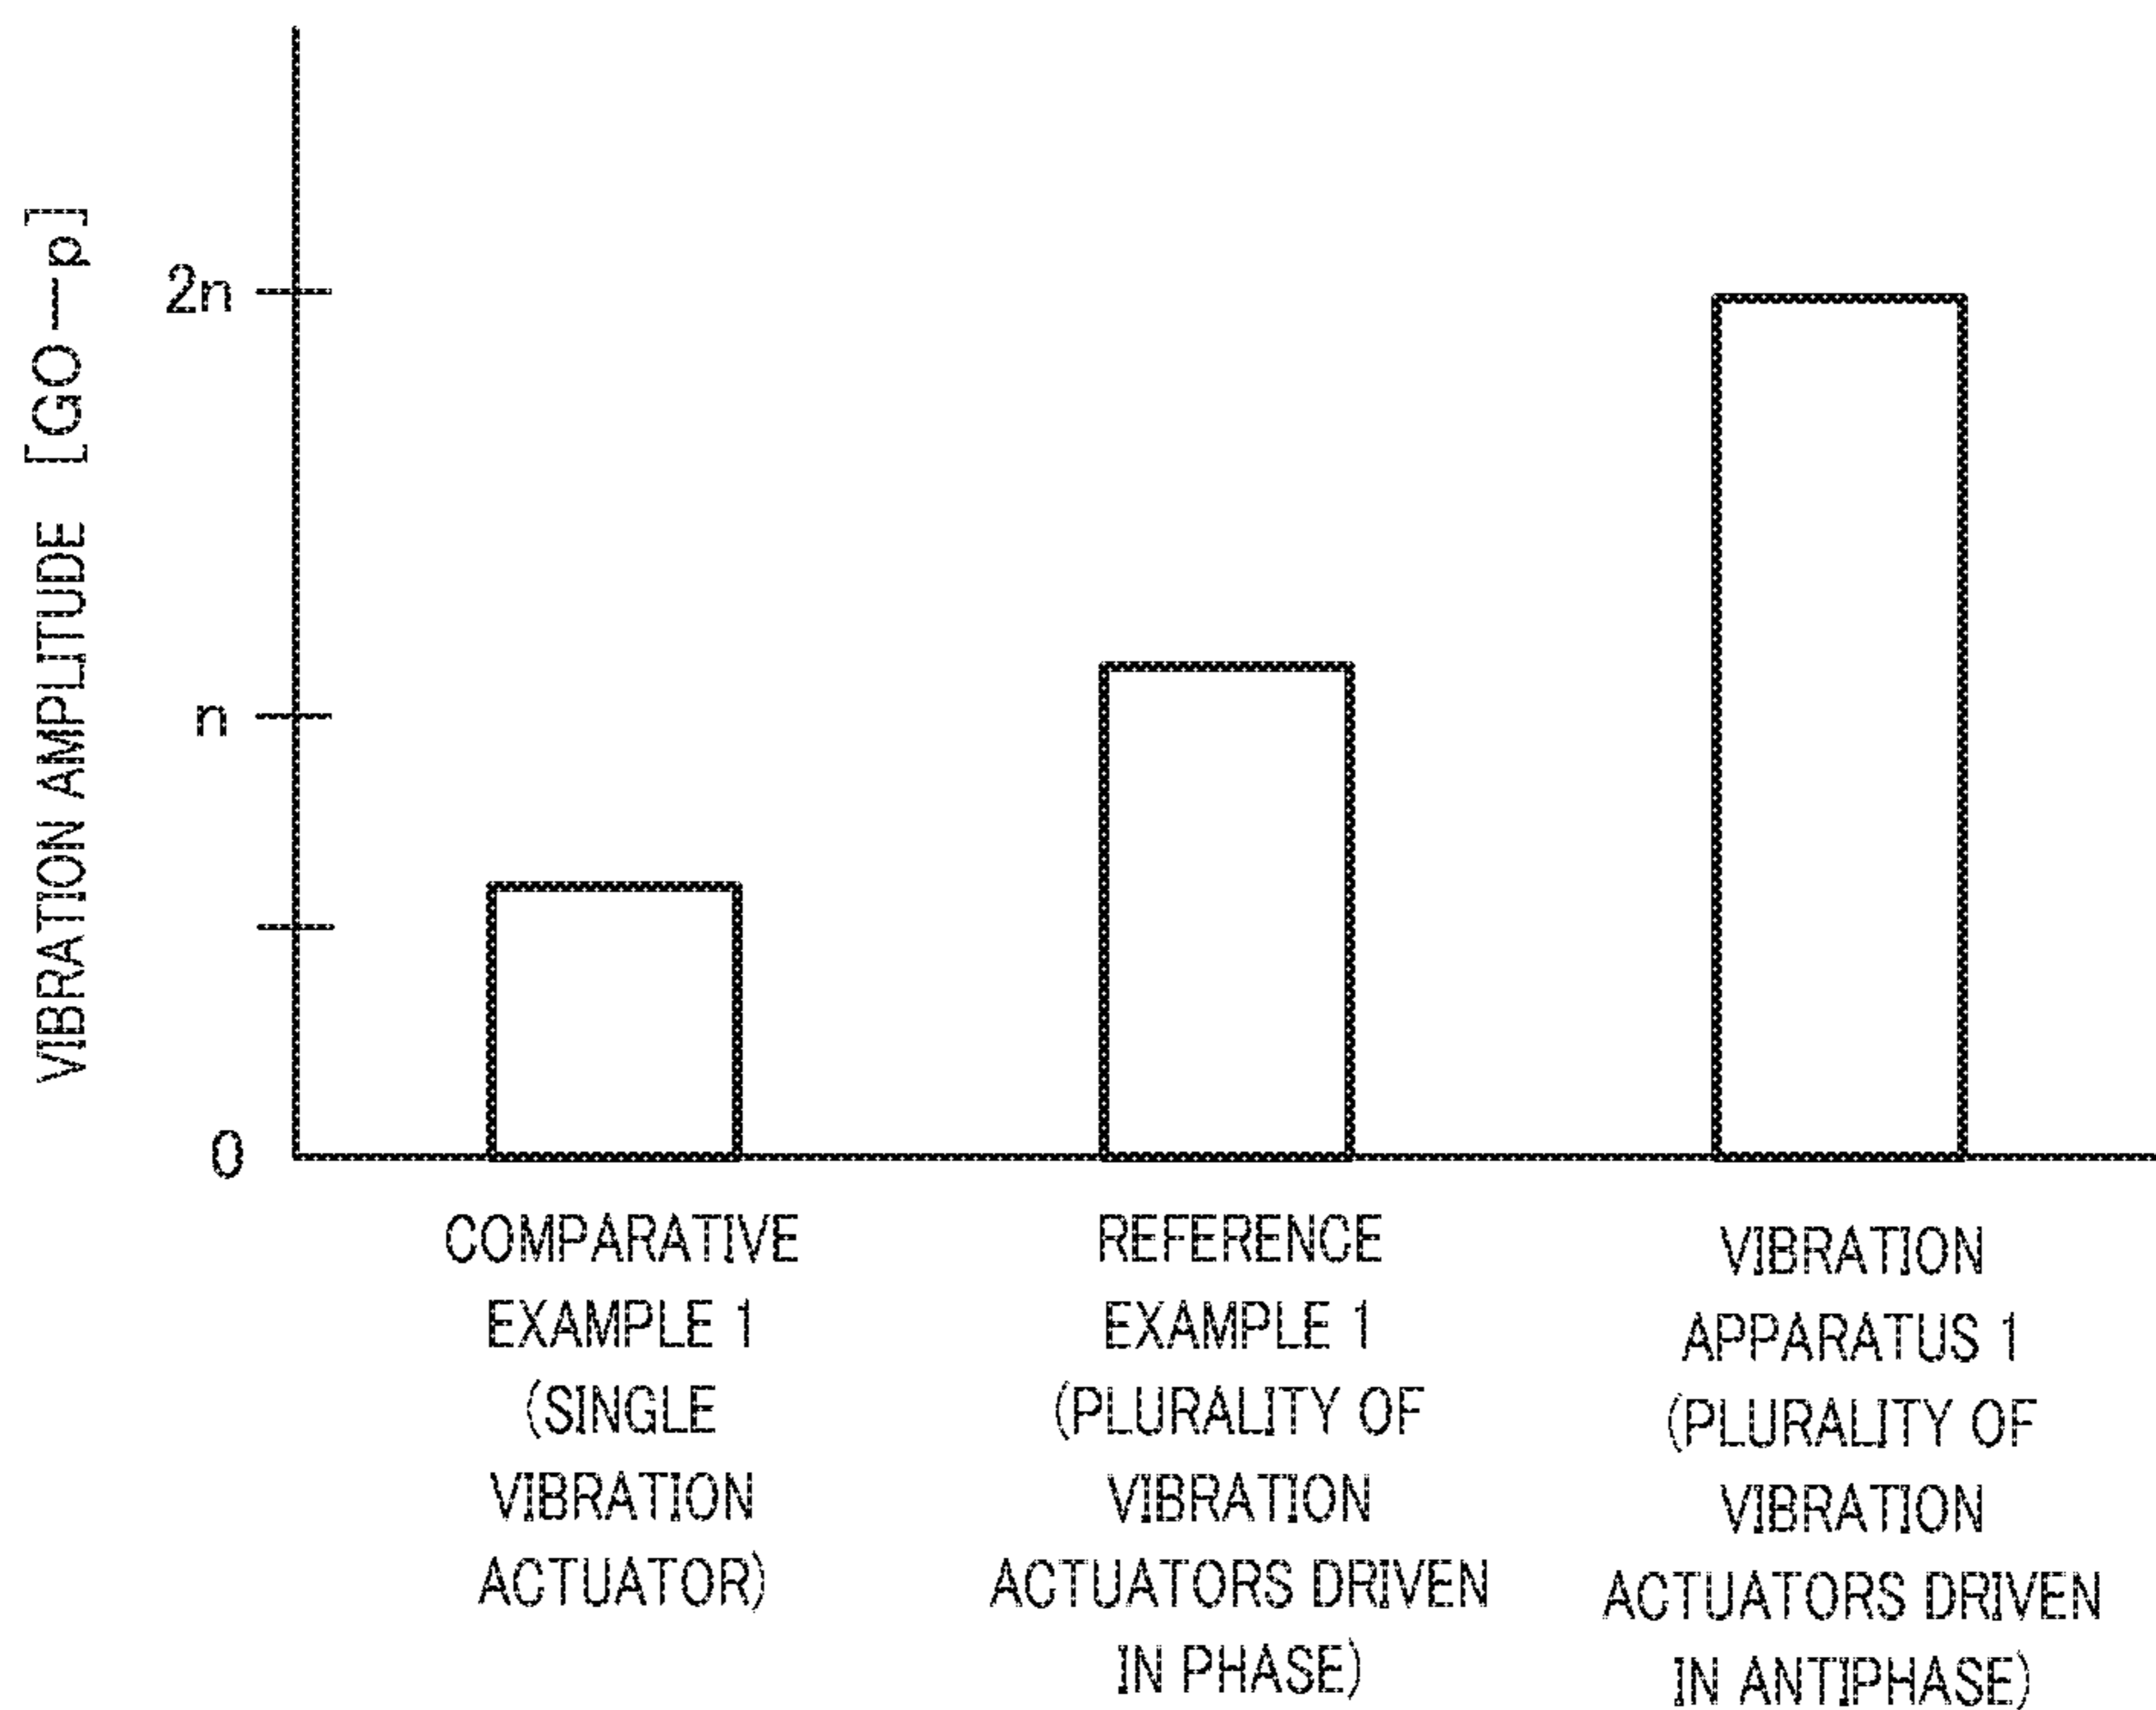 VIBRATION AMPLITUDE [GO—p]
2n
n
0
COMPARATIVE
EXAMPLE 1
(SINGLE
VIBRATION
ACTUATOR)
REFERENCE
EXAMPLE 1
(PLURALITY OF
VIBRATION
ACTUATORS DRIVEN
IN PHASE)
VIBRATION
APPARATUS 1
(PLURALITY OF
VIBRATION
ACTUATORS DRIVEN
IN ANTIPHASE)